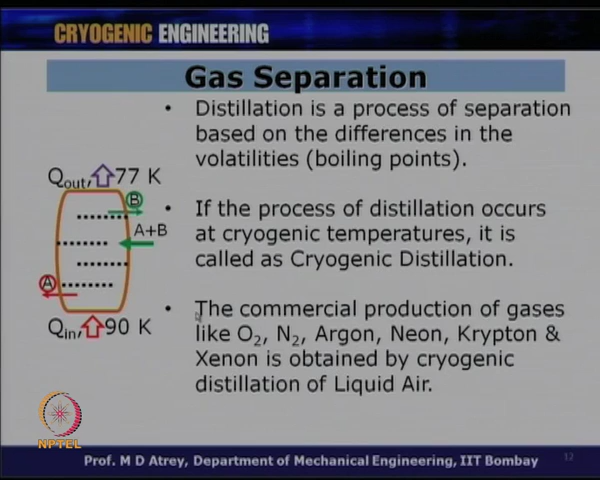 CRYOGENIC ENGINEERING
Gas Separation
• Distillation is a process of separation
based on the differences in the
volatilities (boiling points).
Qout, 77 K
B
A+B
A
Qin, 90 K
• If the process of distillation occurs
at cryogenic temperatures, it is
called as Cryogenic Distillation.
• The commercial production of gases
like O2, N2, Argon, Neon, Krypton &
Xenon is obtained by cryogenic
distillation of Liquid Air.
NPTEL
Prof. M D Atrey, Department of Mechanical Engineering, IIT Bombay
12